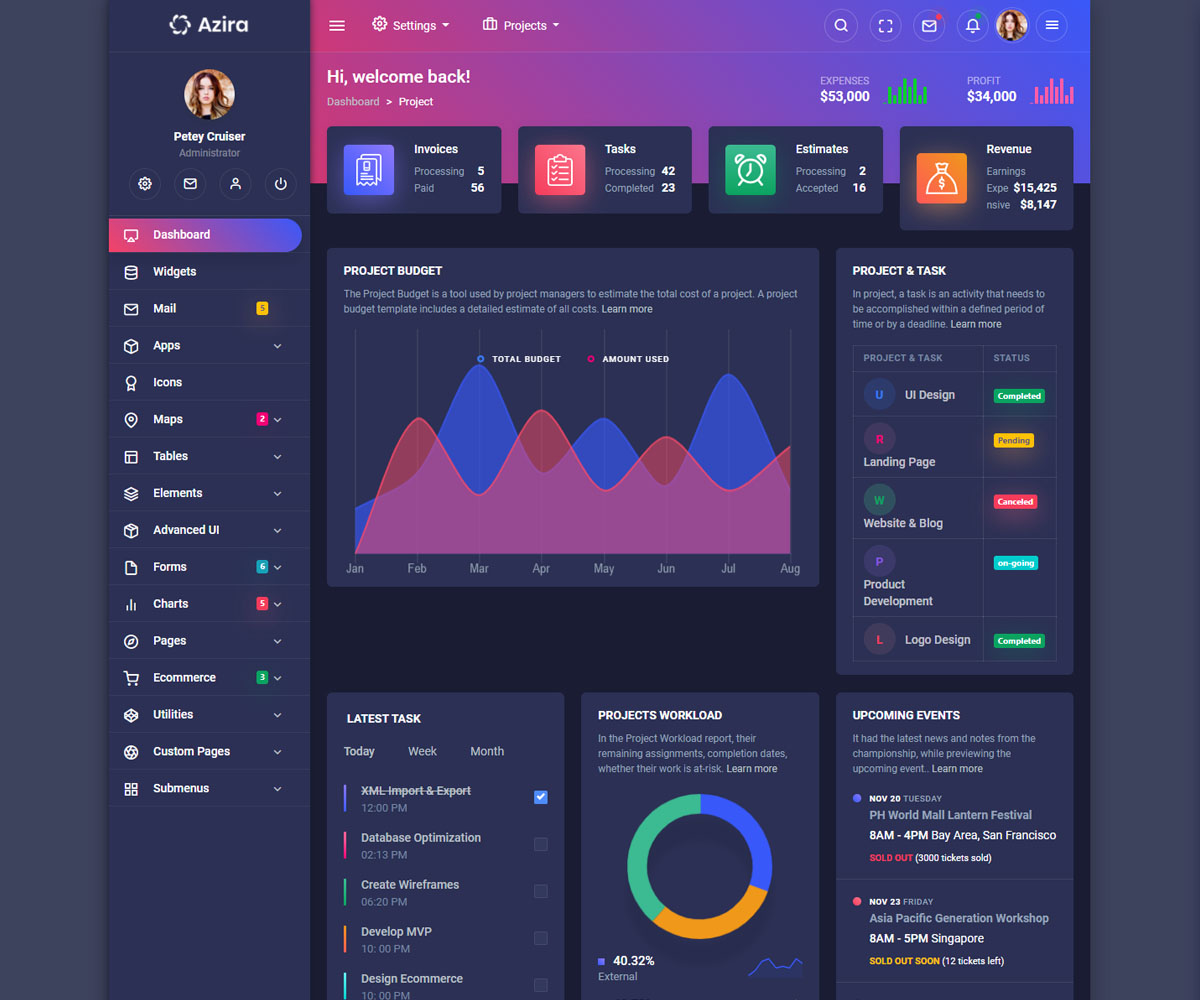 Azira
Settings
Projects
Petey Cruiser
Administrator
Dashboard
Widgets
Mail 5
Apps
Icons
Maps 2
Tables
Elements
Advanced UI
Forms 6
Charts 5
Pages
Ecommerce 3
Utilities
Custom Pages
Submenus
Hi, welcome back!
Dashboard > Project
EXPENSES
$53,000
PROFIT
$34,000
Invoices
Processing 5
Paid 56
Tasks
Processing 42
Completed 23
Estimates
Processing 2
Accepted 16
Revenue
Earnings
Expe $15,425
nsive $8,147
PROJECT BUDGET
The Project Budget is a tool used by project managers to estimate the total cost of a project. A project
budget template includes a detailed estimate of all costs. Learn more
TOTAL BUDGET AMOUNT USED
Jan Feb Mar Apr May Jun Jul Aug
PROJECT & TASK
In project, a task is an activity that needs to
be accomplished within a defined period of
time or by a deadline. Learn more
PROJECT & TASK STATUS
U UI Design Completed
R Pending
Landing Page
W Canceled
Website & Blog
P on-going
Product
Development
L Logo Design Completed
LATEST TASK
Today Week Month
XML Import & Export
12:00 PM
Database Optimization
02:13 PM
Create Wireframes
06:20 PM
Develop MVP
10: 00 PM
Design Ecommerce
10: 00 PM
PROJECTS WORKLOAD
In the Project Workload report, their
remaining assignments, completion dates,
whether their work is at-risk. Learn more
40.32%
External
UPCOMING EVENTS
It had the latest news and notes from the
championship, while previewing the
upcoming event.. Learn more
NOV 20 TUESDAY
PH World Mall Lantern Festival
8AM - 4PM Bay Area, San Francisco
SOLD OUT (3000 tickets sold)
NOV 23 FRIDAY
Asia Pacific Generation Workshop
8AM - 5PM Singapore
SOLD OUT SOON (12 tickets left)